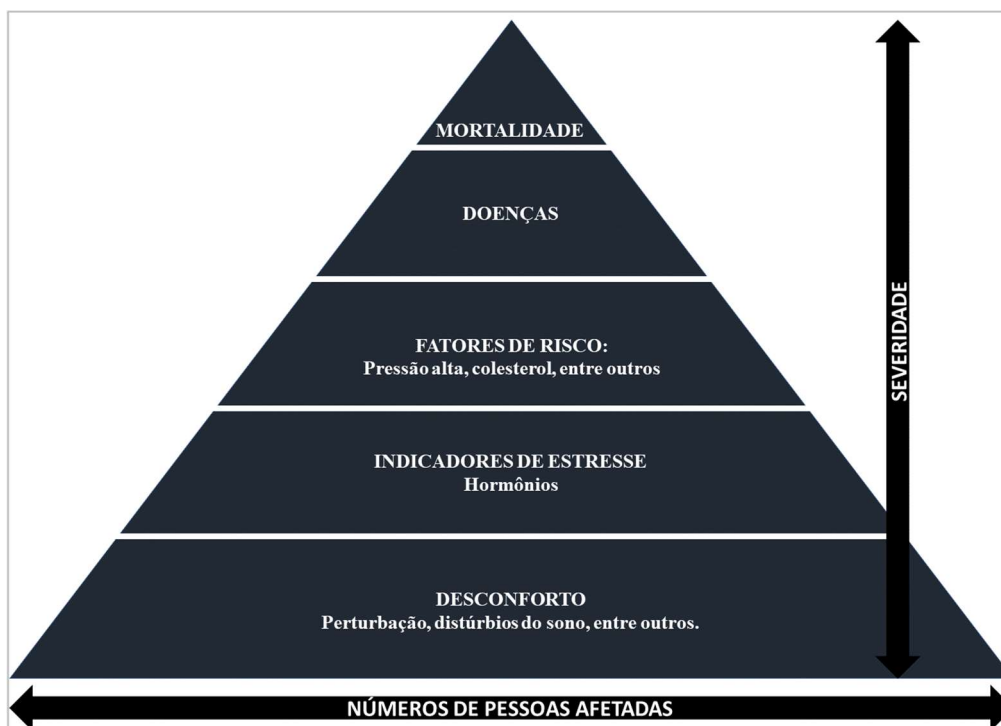 MORTALIDADE
DOENÇAS
FATORES DE RISCO:
Pressão alta, colesterol, entre outros
INDICADORES DE ESTRESSE
Hormônios
DESCONFORTO
Perturbação, distúrbios do sono, entre outros.
SEVERIDADE
NÚMEROS DE PESSOAS AFETADAS